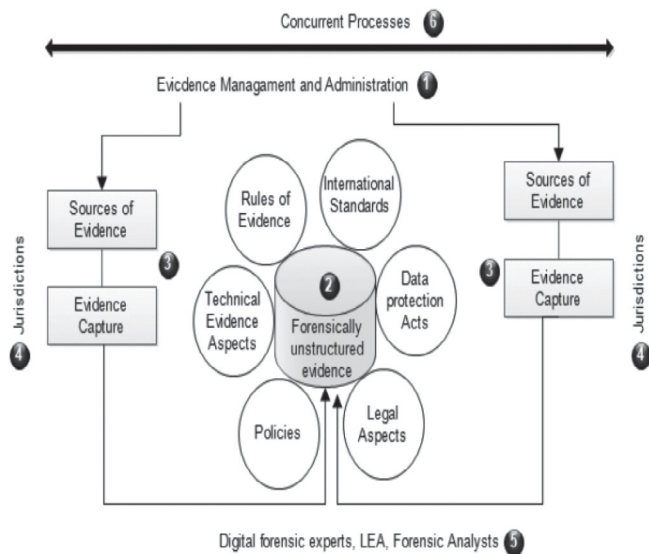 Concurrent Processes 6
Evicdence Managament and Administration 1
Sources of
Evidence
3
Evidence
Capture
Jurisdictions
4
Rules of
Evidence
International
Standards
Technical
Evidence
Aspects
2
Forensically
unstructured
evidence
Data
protection
Acts
Policies
Legal
Aspects
Sources of
Evidence
3
Evidence
Capture
Jurisdictions
4
Digital forensic experts, LEA, Forensic Analysts 5